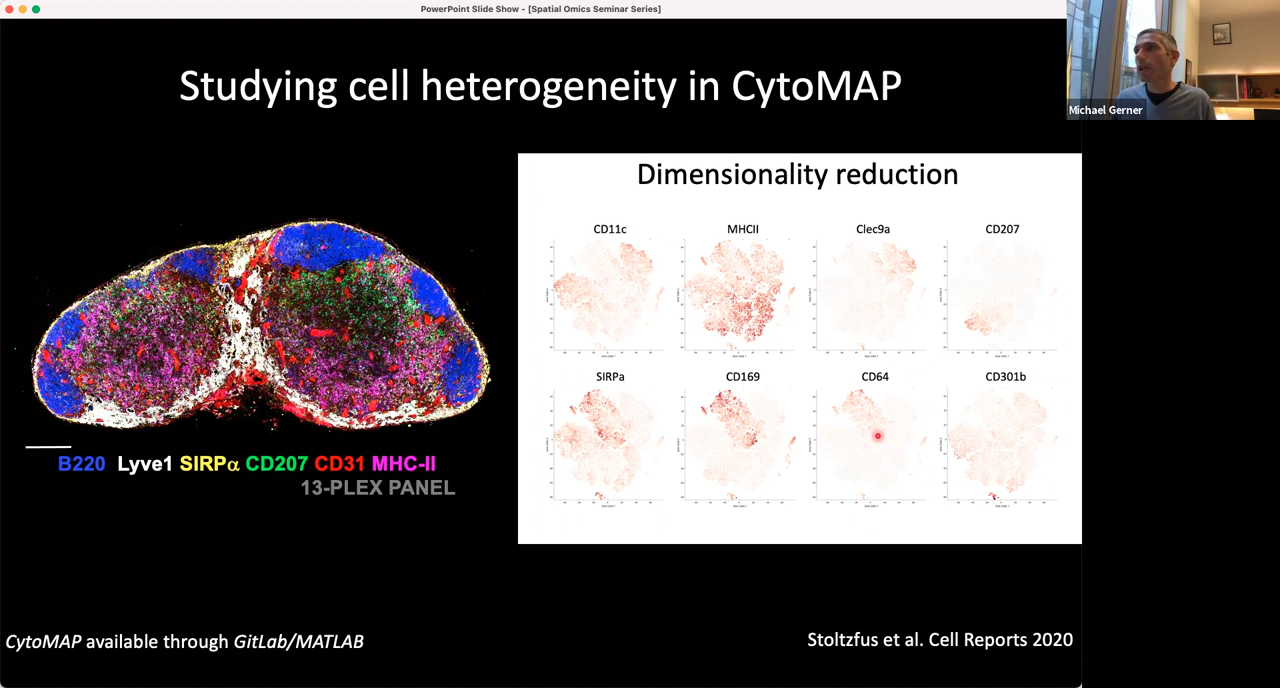 PowerPoint Slide Show - [Spatial Omics Seminar Series]
Michael Gerner
Studying cell heterogeneity in CytoMAP
Dimensionality reduction
CD11c MHCII Clec9a CD207
SIRPa CD169 CD64 CD301b
B220 Lyve1 SIRPα CD207 CD31 MHC-II
13-PLEX PANEL
CytoMAP available through GitLab/MATLAB
Stoltzfus et al. Cell Reports 2020